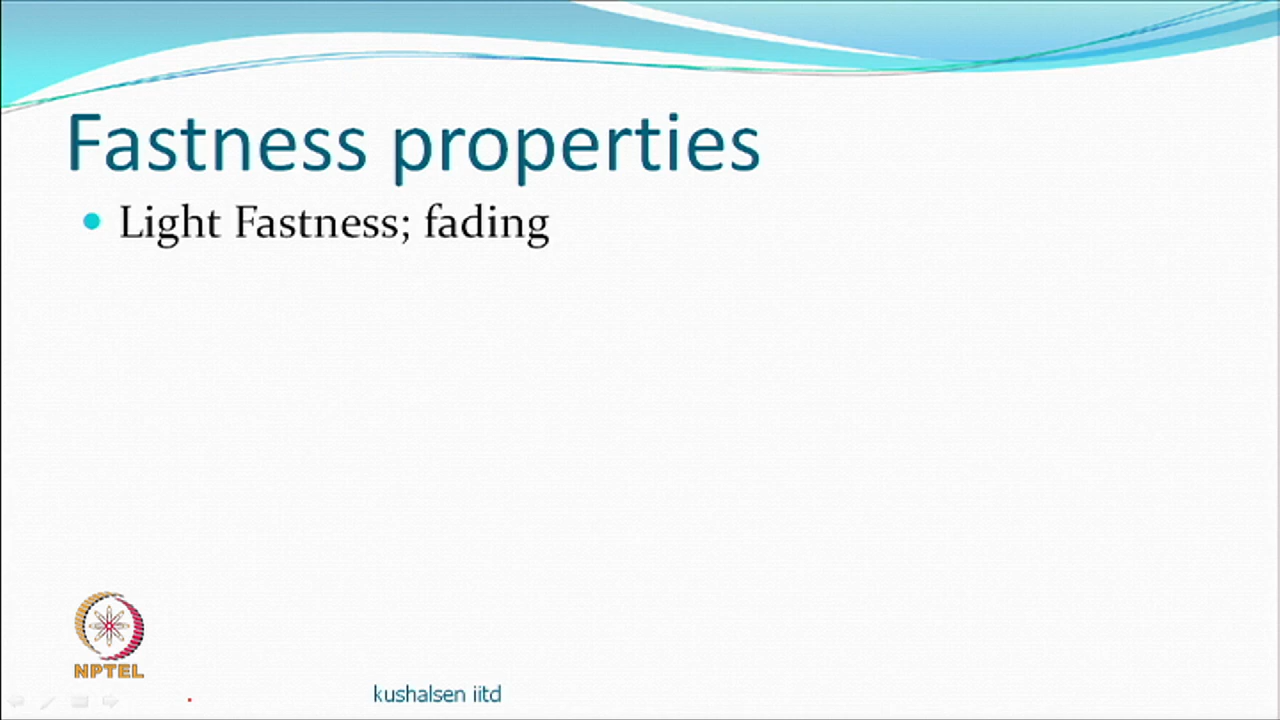 Fastness properties
Light Fastness; fading
NPTEL
kushalsen iitd